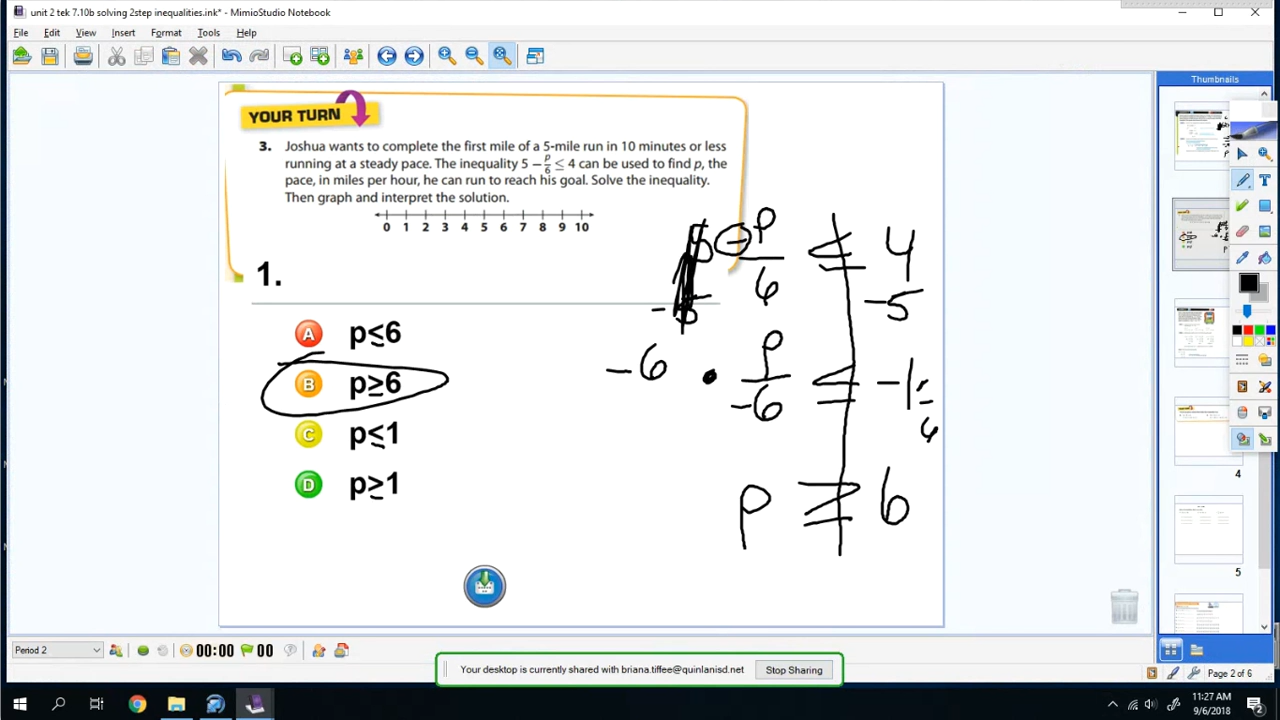 unit 2 tek 7.10b solving 2step inequalities.ink* - MimioStudio Notebook
File Edit View Insert Format Tools Help
Thumbnails
YOUR TURN
3. Joshua wants to complete the first mile of a 5-mile run in 10 minutes or less
running at a steady pace. The inequality 5 − p/6 ≤ 4 can be used to find p, the
pace, in miles per hour, he can run to reach his goal. Solve the inequality.
Then graph and interpret the solution.
0 1 2 3 4 5 6 7 8 9 10
1.
A p≤6
B p≥6
C p≤1
D p≥1
5 - p/6 ≤ 4
-5 -5
-6 • p/-6 ≤ -1 · -6
p ≥ 6
4
5
Period 2
00:00 00
Your desktop is currently shared with briana.tiffee@quinlanisd.net Stop Sharing
Page 2 of 6
11:27 AM
9/6/2018
2